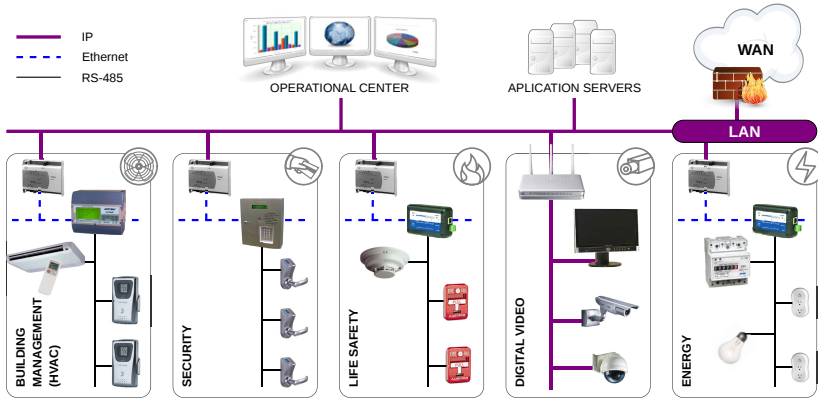 IP
Ethernet
RS-485
OPERATIONAL CENTER
APLICATION SERVERS
WAN
LAN
BUILDING
MANAGEMENT
(HVAC)
SECURITY
LIFE SAFETY
DIGITAL VIDEO
ENERGY